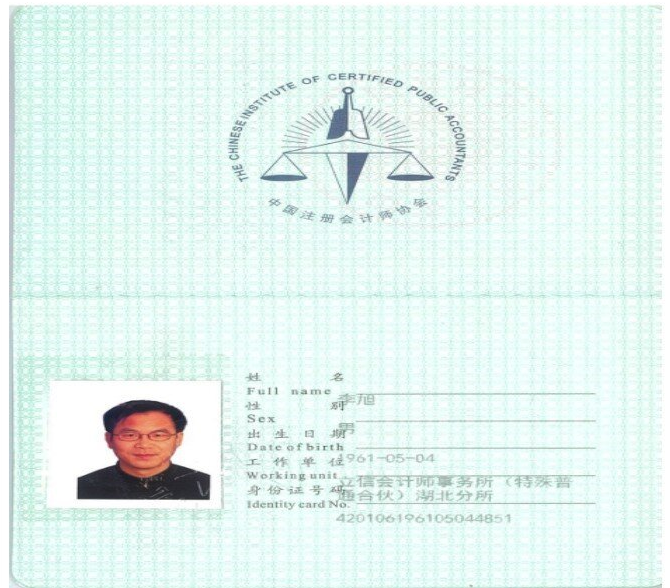 THE CHINESE INSTITUTE OF CERTIFIED PUBLIC ACCOUNTANTS
中国注册会计师协会
姓 名
Full name 李旭
性 别
Sex 男
出生日期
Date of birth 1961-05-04
工作单位
Working unit 立信会计师事务所（特殊普
通合伙）湖北分所
身份证号码
Identity card No. 420106196105044851